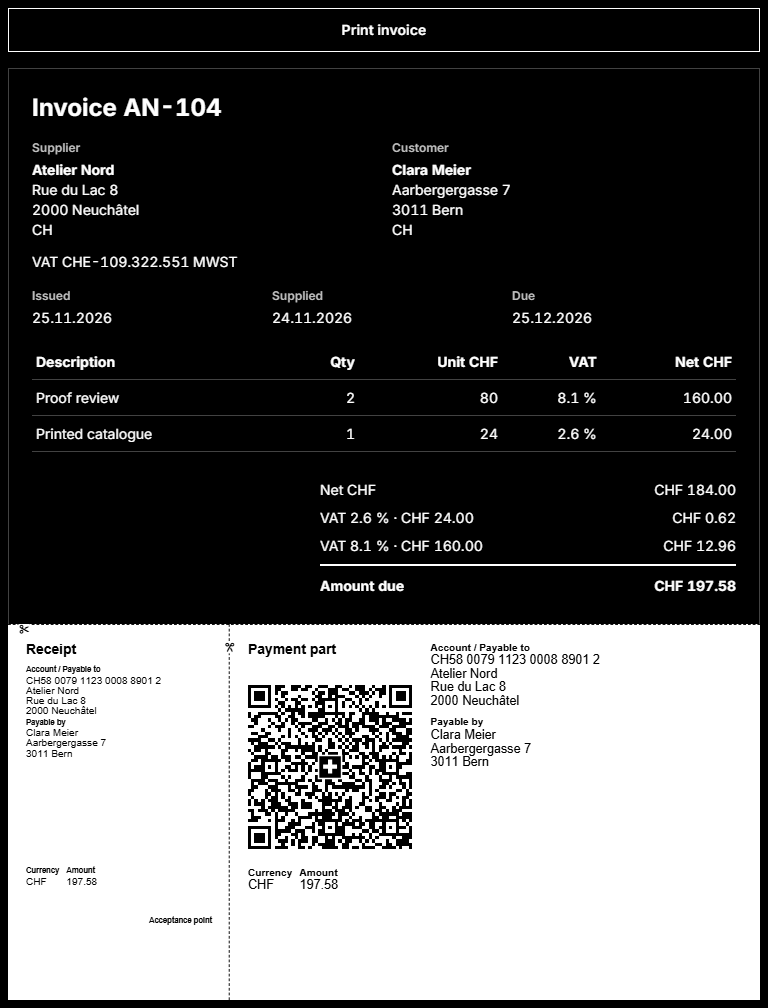 Print invoice
Invoice AN-104
Supplier
Atelier Nord
Rue du Lac 8
2000 Neuchâtel
CH
VAT CHE-109.322.551 MWST
Customer
Clara Meier
Aarbergergasse 7
3011 Bern
CH
Issued
25.11.2026
Supplied
24.11.2026
Due
25.12.2026
Description Qty Unit CHF VAT Net CHF
Proof review 2 80 8.1 % 160.00
Printed catalogue 1 24 2.6 % 24.00
Net CHF CHF 184.00
VAT 2.6 % · CHF 24.00 CHF 0.62
VAT 8.1 % · CHF 160.00 CHF 12.96
Amount due CHF 197.58
Receipt
Account / Payable to
CH58 0079 1123 0008 8901 2
Atelier Nord
Rue du Lac 8
2000 Neuchâtel
Payable by
Clara Meier
Aarbergergasse 7
3011 Bern
Currency Amount
CHF 197.58
Acceptance point
Payment part
Currency Amount
CHF 197.58
Account / Payable to
CH58 0079 1123 0008 8901 2
Atelier Nord
Rue du Lac 8
2000 Neuchâtel
Payable by
Clara Meier
Aarbergergasse 7
3011 Bern